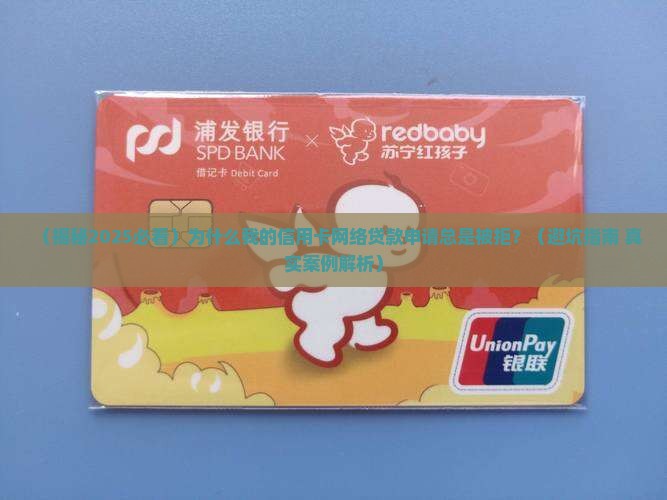 浦发银行
SPD BANK
借记卡 Debit Card
×
redbaby
苏宁红孩子
（揭秘2025必看）为什么我的信用卡网络贷款申请总是被拒？（避坑指南 真
实案例解析）
UnionPay
银联